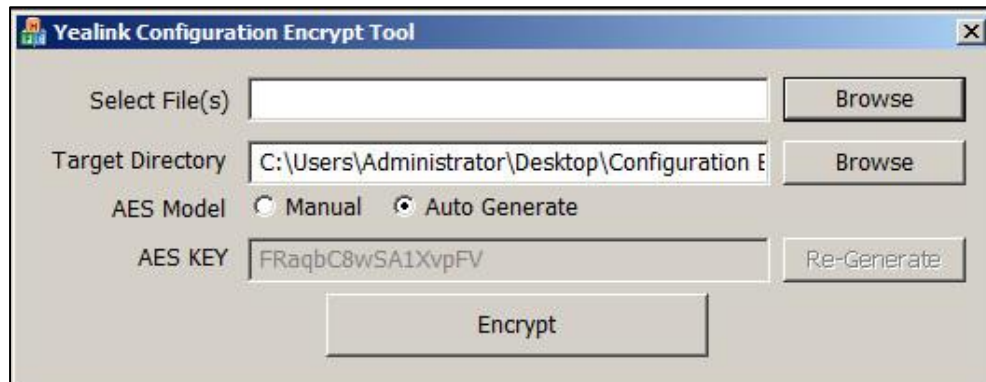 Yealink Configuration Encrypt Tool
Select File(s) Browse
Target Directory C:\Users\Administrator\Desktop\Configuration E Browse
AES Model Manual Auto Generate
AES KEY FRaqbC8wSA1XvpFV Re-Generate
Encrypt